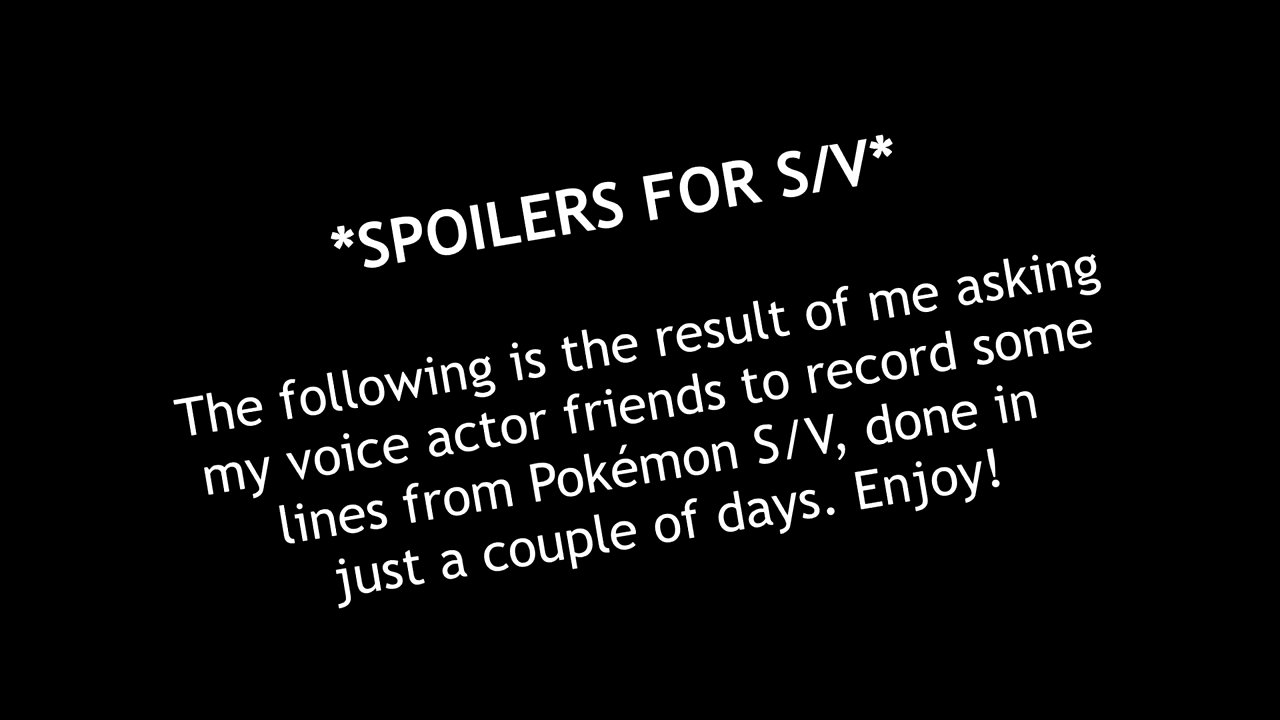 *SPOILERS FOR S/V*
The following is the result of me asking
my voice actor friends to record some
lines from Pokémon S/V, done in
just a couple of days. Enjoy!